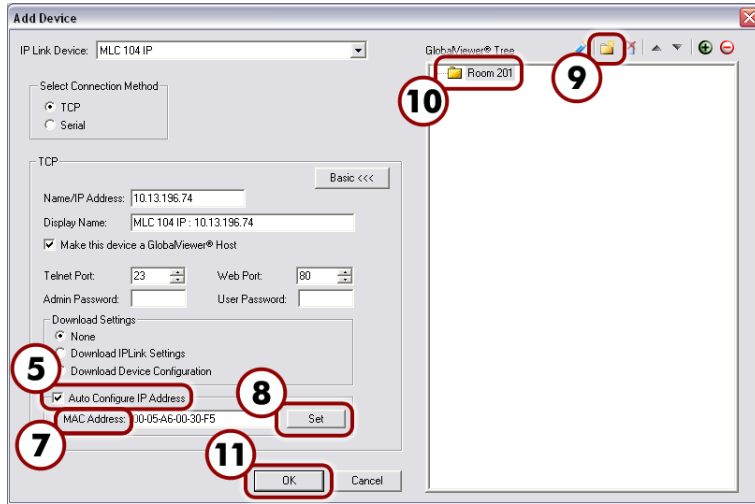 Add Device
IP Link Device: MLC 104 IP
GlobalViewer® Tree
9
Select Connection Method
TCP
Serial
Room 201
10
TCP
Basic <<<
Name/IP Address: 10.13.196.74
Display Name: MLC 104 IP : 10.13.196.74
Make this device a GlobalViewer® Host
Telnet Port: 23 Web Port: 80
Admin Password: User Password:
Download Settings
None
Download IPLink Settings
Download Device Configuration
5
Auto Configure IP Address
8
MAC Address: 00-05-A6-00-30-F5 Set
7
11
OK Cancel